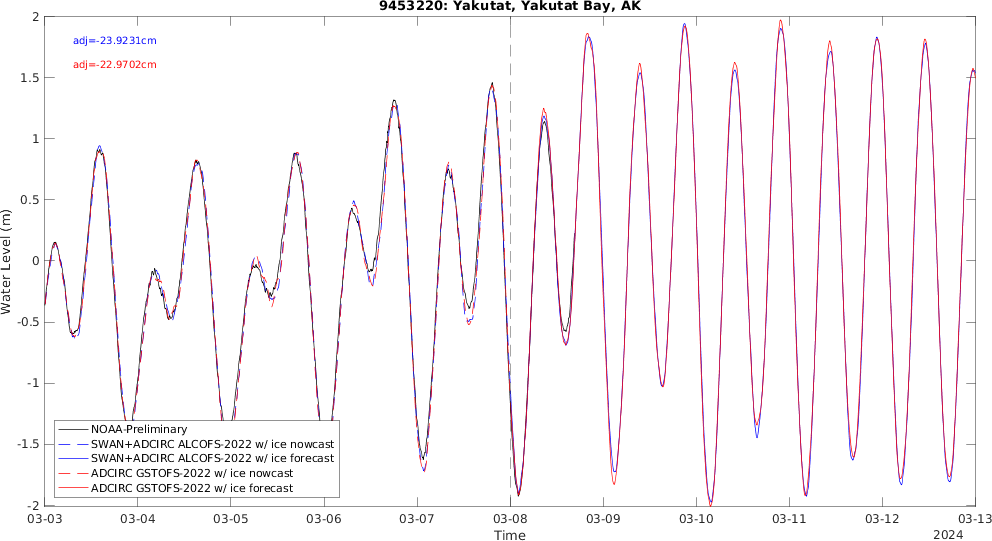 9453220: Yakutat, Yakutat Bay, AK
adj=-23.9231cm
adj=-22.9702cm
2
1.5
1
0.5
0
-0.5
-1
-1.5
-2
Water Level (m)
NOAA-Preliminary
SWAN+ADCIRC ALCOFS-2022 w/ ice nowcast
SWAN+ADCIRC ALCOFS-2022 w/ ice forecast
ADCIRC GSTOFS-2022 w/ ice nowcast
ADCIRC GSTOFS-2022 w/ ice forecast
03-03 03-04 03-05 03-06 03-07 03-08 03-09 03-10 03-11 03-12 03-13
Time
2024